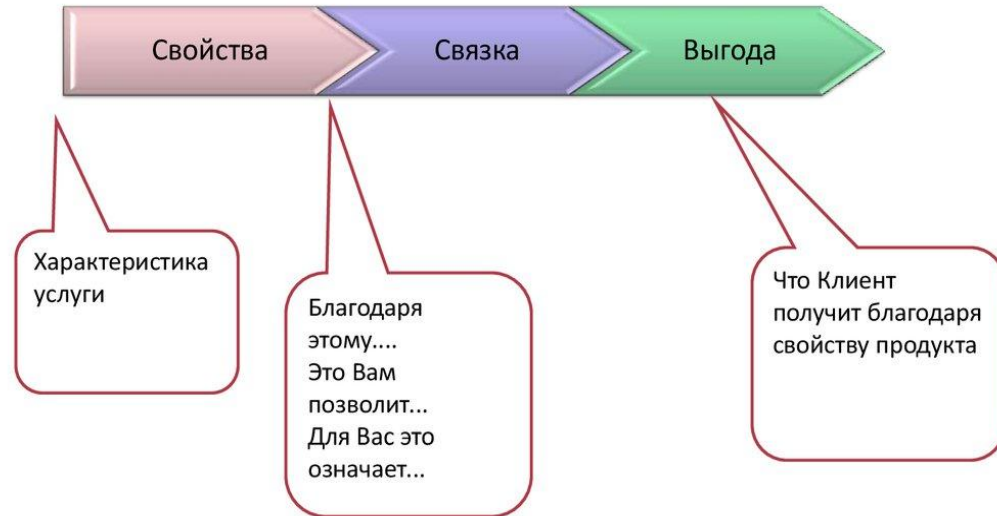 Свойства
Связка
Выгода
Характеристика
услуги
Благодаря
этому....
Это Вам
позволит...
Для Вас это
означает...
Что Клиент
получит благодаря
свойству продукта